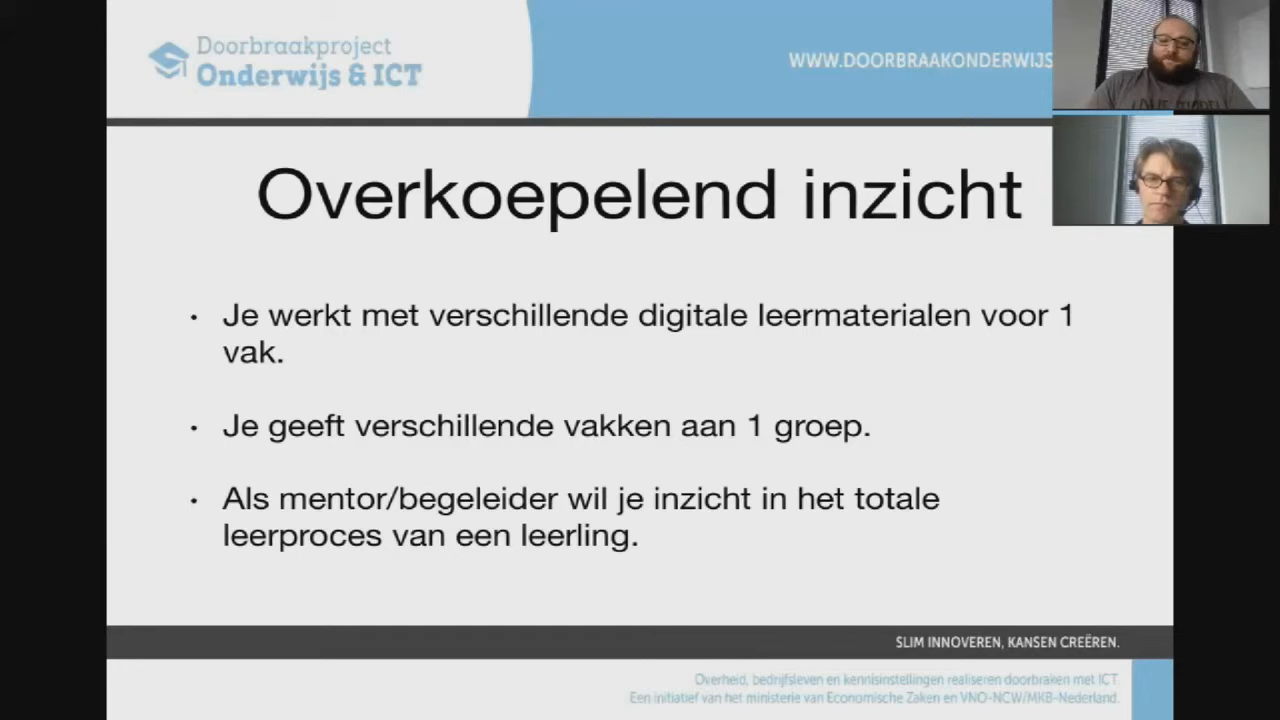 Doorbraakproject
Onderwijs & ICT
WWW.DOORBRAAKONDERWIJS
Overkoepelend inzicht
• Je werkt met verschillende digitale leermaterialen voor 1
vak.
• Je geeft verschillende vakken aan 1 groep.
• Als mentor/begeleider wil je inzicht in het totale
leerproces van een leerling.
SLIM INNOVEREN, KANSEN CREËREN.
Overheid, bedrijfsleven en kennisinstellingen realiseren doorbraken met ICT.
Een initiatief van het ministerie van Economische Zaken en VNO-NCW/MKB-Nederland.